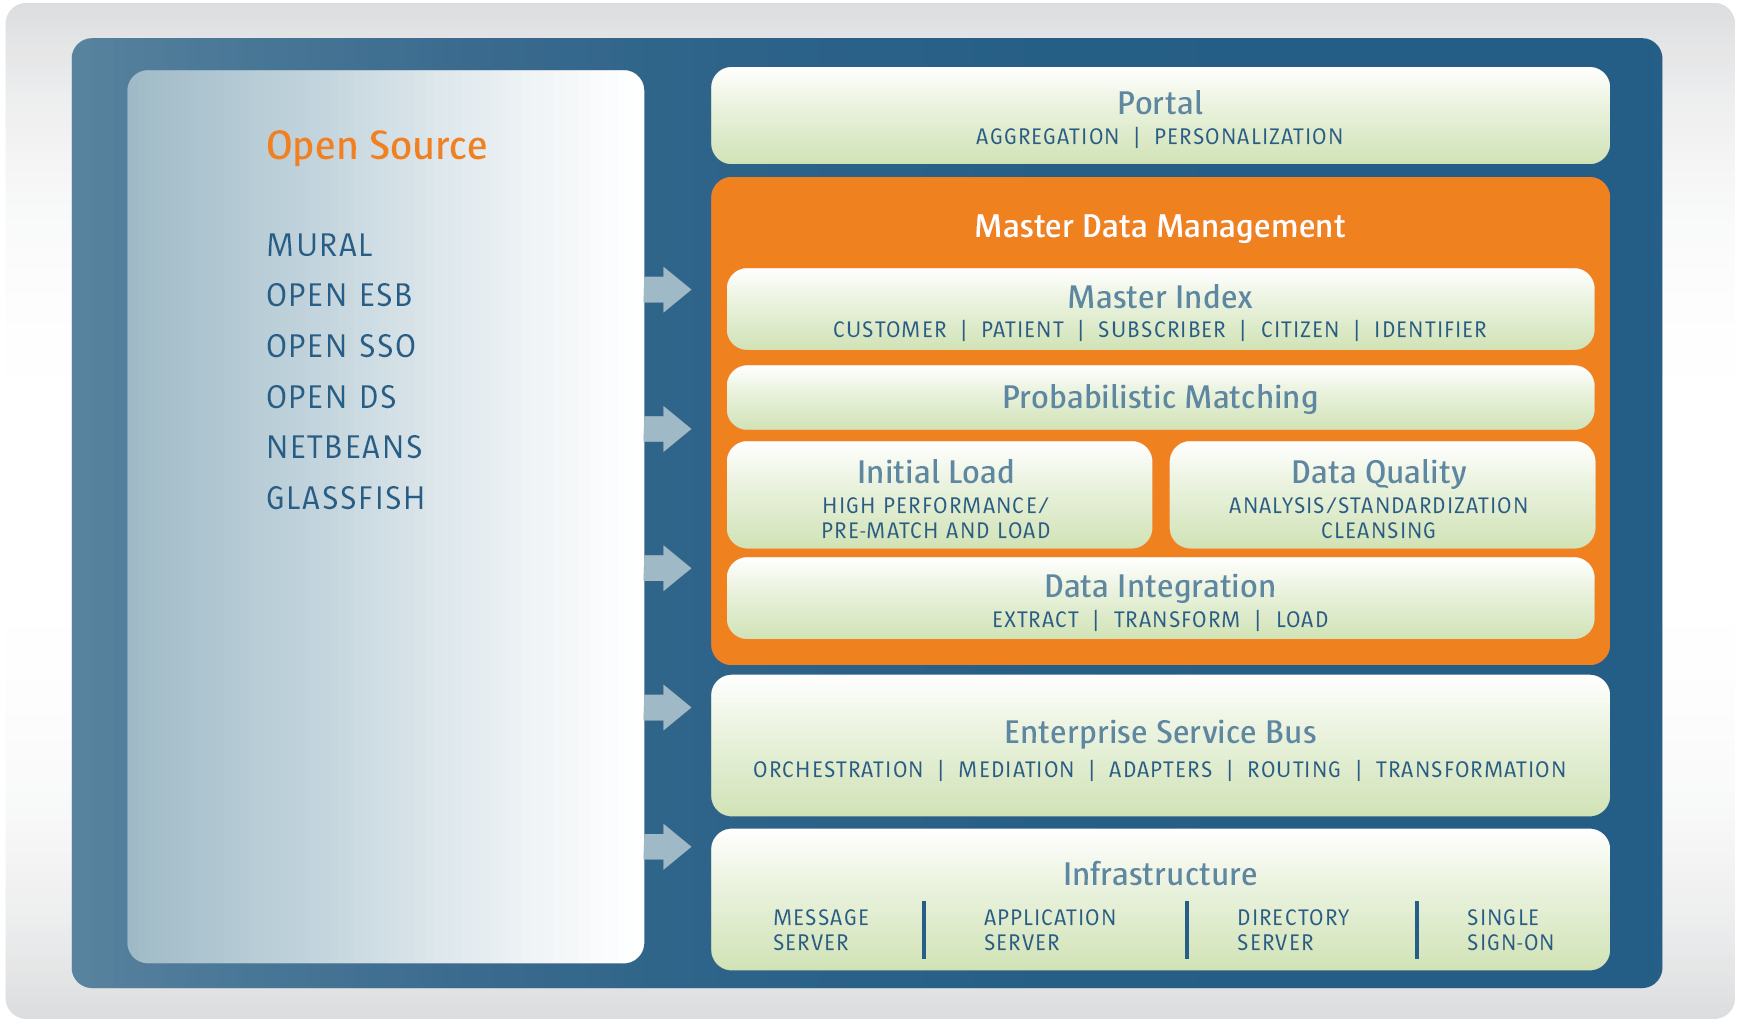 Open Source
MURAL
OPEN ESB
OPEN SSO
OPEN DS
NETBEANS
GLASSFISH
Portal
AGGREGATION | PERSONALIZATION
Master Data Management
Master Index
CUSTOMER | PATIENT | SUBSCRIBER | CITIZEN | IDENTIFIER
Probabilistic Matching
Initial Load
HIGH PERFORMANCE/
PRE-MATCH AND LOAD
Data Quality
ANALYSIS/STANDARDIZATION
CLEANSING
Data Integration
EXTRACT | TRANSFORM | LOAD
Enterprise Service Bus
ORCHESTRATION | MEDIATION | ADAPTERS | ROUTING | TRANSFORMATION
Infrastructure
MESSAGE
SERVER
APPLICATION
SERVER
DIRECTORY
SERVER
SINGLE
SIGN-ON